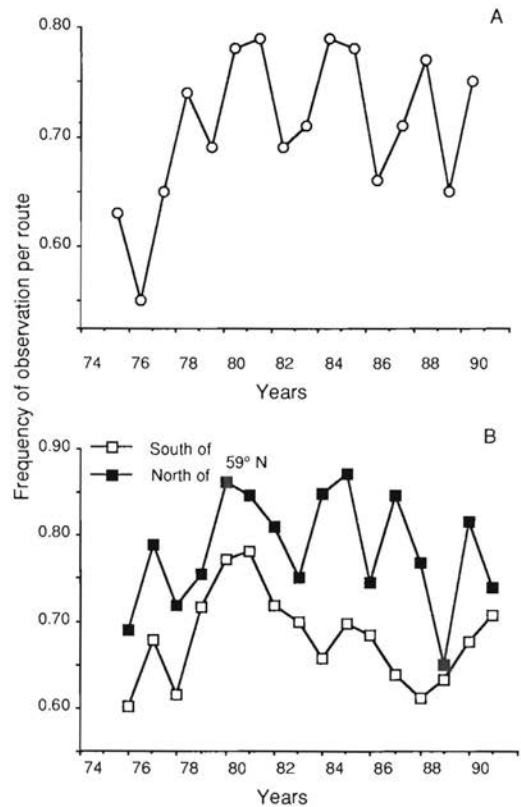 A
0.80
0.70
0.60
74 76 78 80 82 84 86 88 90
Years
Frequency of observation per route
B
South of
North of
59° N
0.90
0.80
0.70
0.60
74 76 78 80 82 84 86 88 90
Years